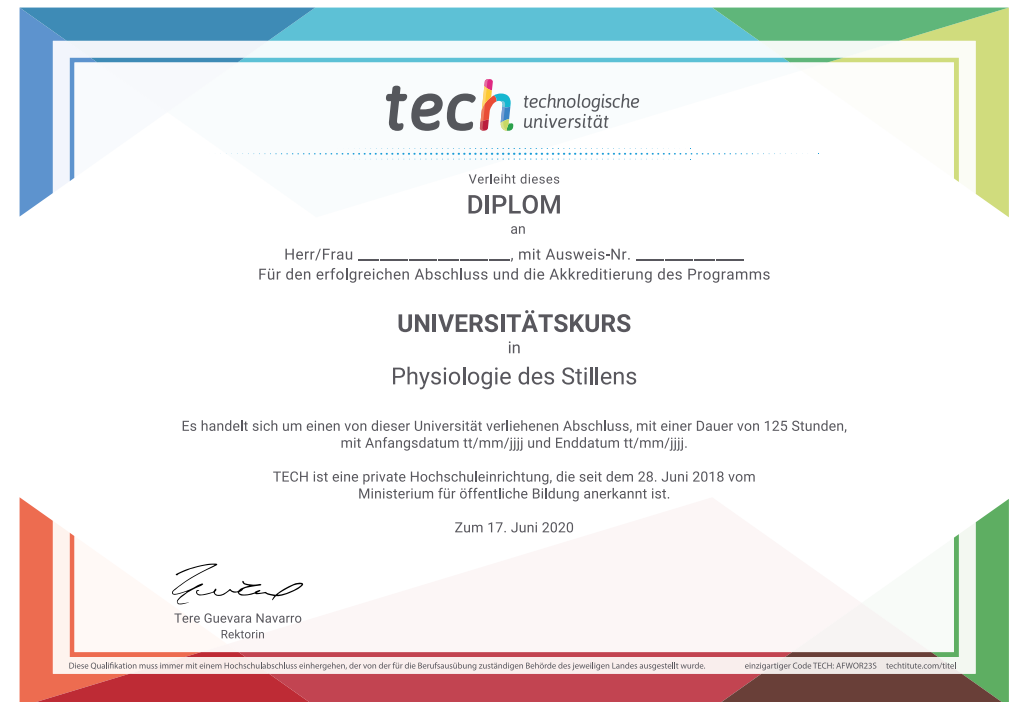 tech technologische
universität
Verleiht dieses
DIPLOM
an
Herr/Frau ____________________, mit Ausweis-Nr. ______________
Für den erfolgreichen Abschluss und die Akkreditierung des Programms
UNIVERSITÄTSKURS
in
Physiologie des Stillens
Es handelt sich um einen von dieser Universität verliehenen Abschluss, mit einer Dauer von 125 Stunden,
mit Anfangsdatum tt/mm/jjjj und Enddatum tt/mm/jjjj.
TECH ist eine private Hochschuleinrichtung, die seit dem 28. Juni 2018 vom
Ministerium für öffentliche Bildung anerkannt ist.
Zum 17. Juni 2020
Tere Guevara Navarro
Rektorin
Diese Qualifikation muss immer mit einem Hochschulabschluss einhergehen, der von der für die Berufsausübung zuständigen Behörde des jeweiligen Landes ausgestellt wurde. einzigartiger Code TECH: AFWOR23S techtitute.com/titel